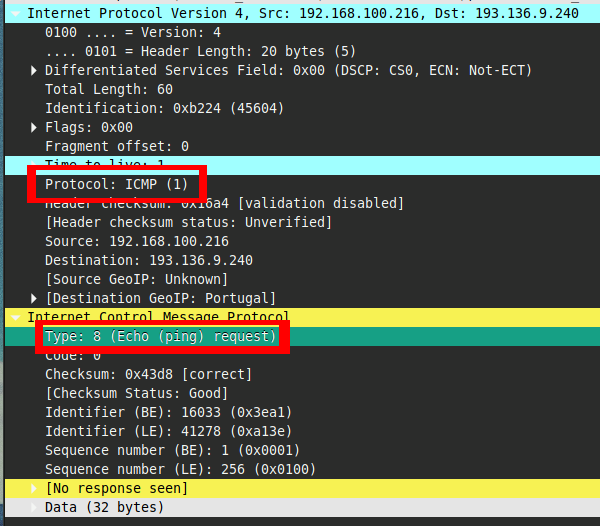 Internet Protocol Version 4, Src: 192.168.100.216, Dst: 193.136.9.240
0100 .... = Version: 4
.... 0101 = Header Length: 20 bytes (5)
Differentiated Services Field: 0x00 (DSCP: CS0, ECN: Not-ECT)
Total Length: 60
Identification: 0xb224 (45604)
Flags: 0x00
Fragment offset: 0
Time to live: 1
Protocol: ICMP (1)
Header checksum: 0x16a4 [validation disabled]
[Header checksum status: Unverified]
Source: 192.168.100.216
Destination: 193.136.9.240
[Source GeoIP: Unknown]
[Destination GeoIP: Portugal]
Internet Control Message Protocol
Type: 8 (Echo (ping) request)
Code: 0
Checksum: 0x43d8 [correct]
[Checksum Status: Good]
Identifier (BE): 16033 (0x3ea1)
Identifier (LE): 41278 (0xa13e)
Sequence number (BE): 1 (0x0001)
Sequence number (LE): 256 (0x0100)
[No response seen]
Data (32 bytes)